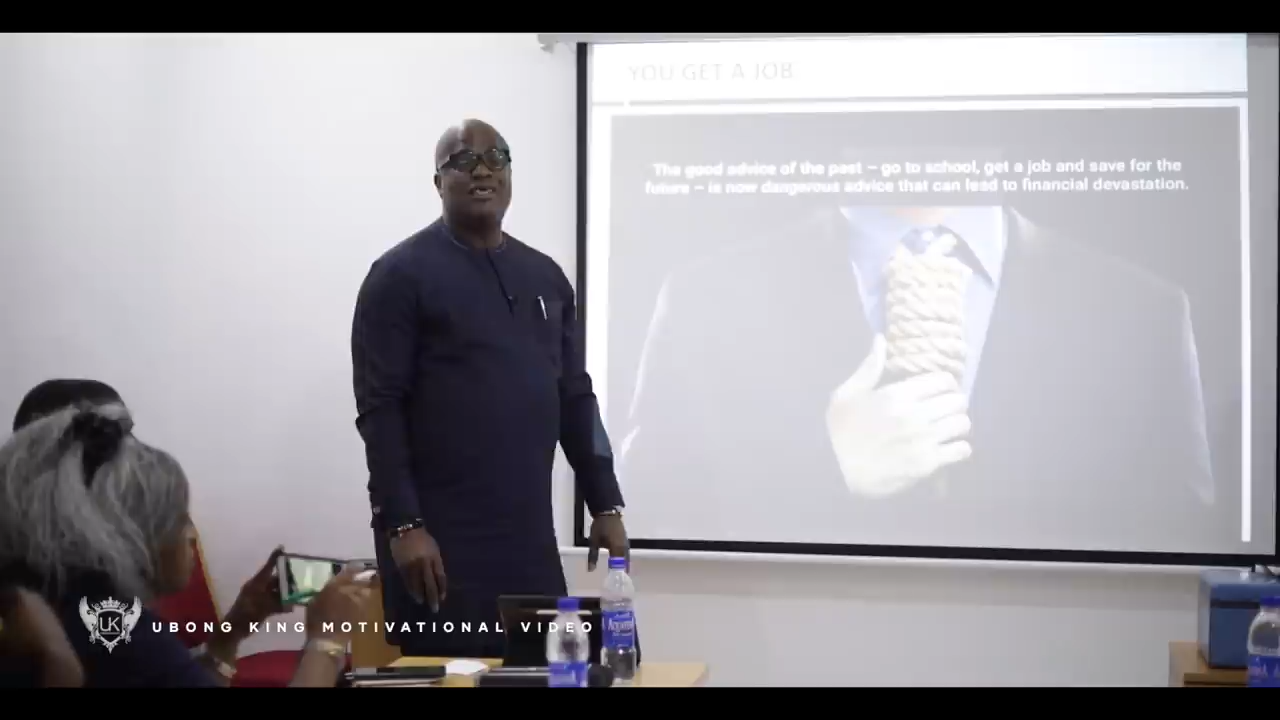 YOU GET A JOB
The good advice of the past – go to school, get a job and save for the
future – is now dangerous advice that can lead to financial devastation.
UK
UBONG KING MOTIVATIONAL VIDEO